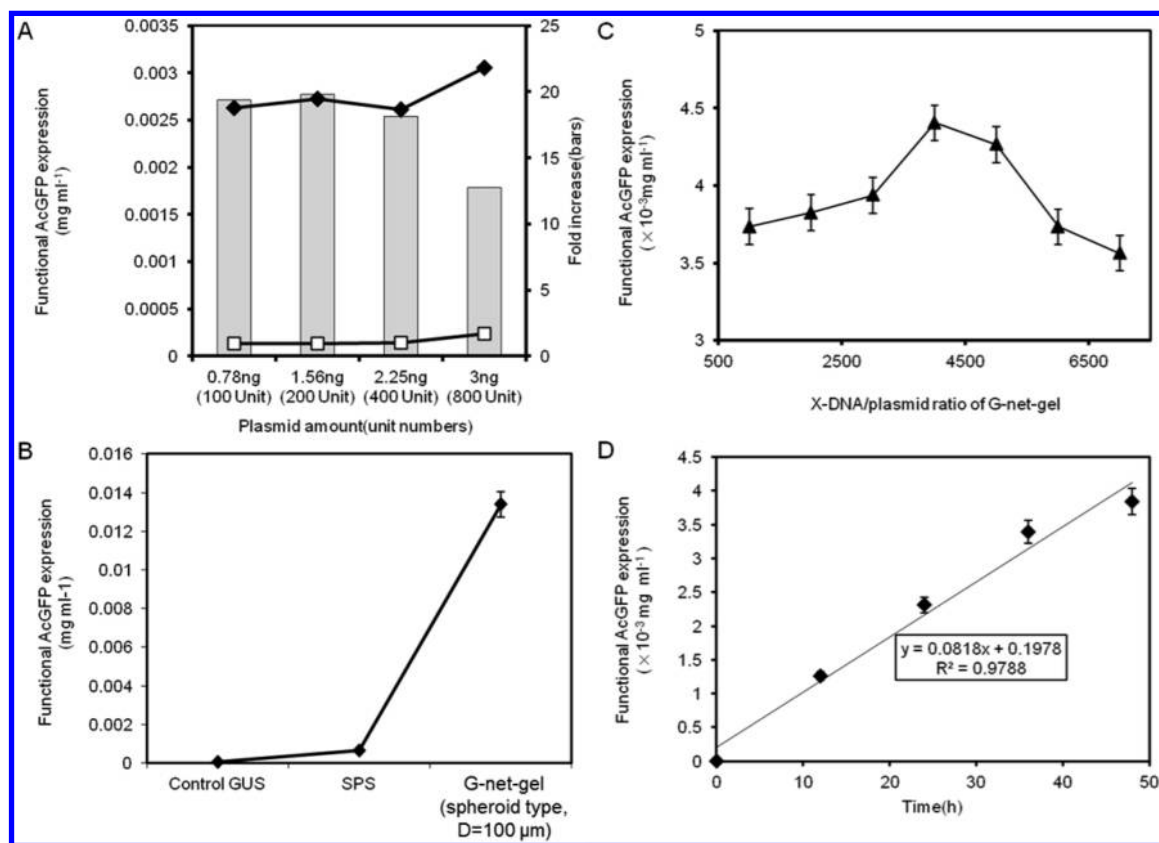 A
Functional AcGFP expression
(mg ml-1)
0.0035
0.003
0.0025
0.002
0.0015
0.001
0.0005
0
25
20
15
10
5
0
Fold increase(bars)
0.78ng 1.56ng 2.25ng 3ng
(100 Unit) (200 Unit) (400 Unit) (800 Unit)
Plasmid amount(unit numbers)
B
Functional AcGFP expression
(mg ml-1)
0.016
0.014
0.012
0.01
0.008
0.006
0.004
0.002
0
Control GUS SPS G-net-gel
(spheroid type,
D=100 µm)
C
Functional AcGFP expression
(×10-3mg ml-1)
5
4.5
4
3.5
3
500 2500 4500 6500
X-DNA/plasmid ratio of G-net-gel
D
Functional AcGFP expression
(×10-3 mg ml-1)
4.5
4
3.5
3
2.5
2
1.5
1
0.5
0
y = 0.0818x + 0.1978
R² = 0.9788
0 10 20 30 40 50
Time(h)